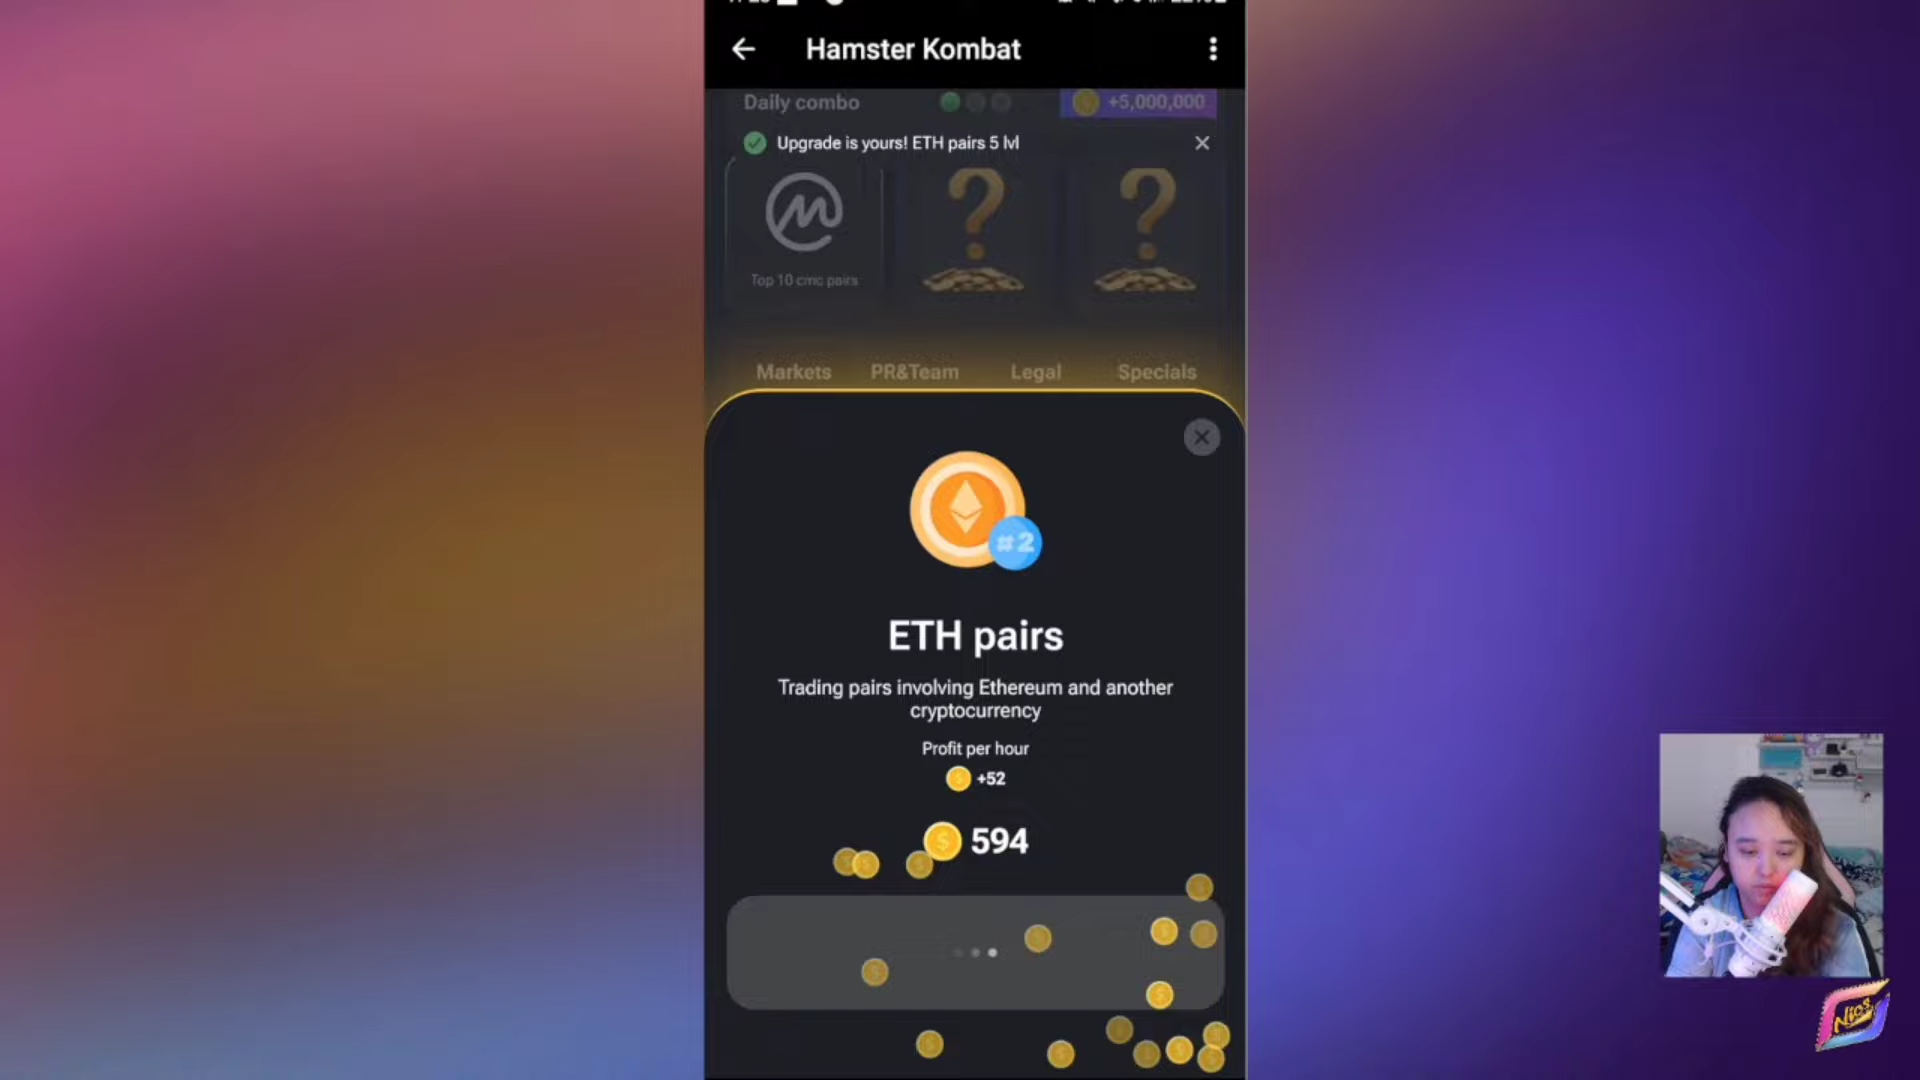 Hamster Kombat
Daily combo
+5,000,000
Upgrade is yours! ETH pairs 5 lvl
Top 10 cmc pairs
Markets PR&Team Legal Specials
#2
ETH pairs
Trading pairs involving Ethereum and another
cryptocurrency
Profit per hour
+52
594